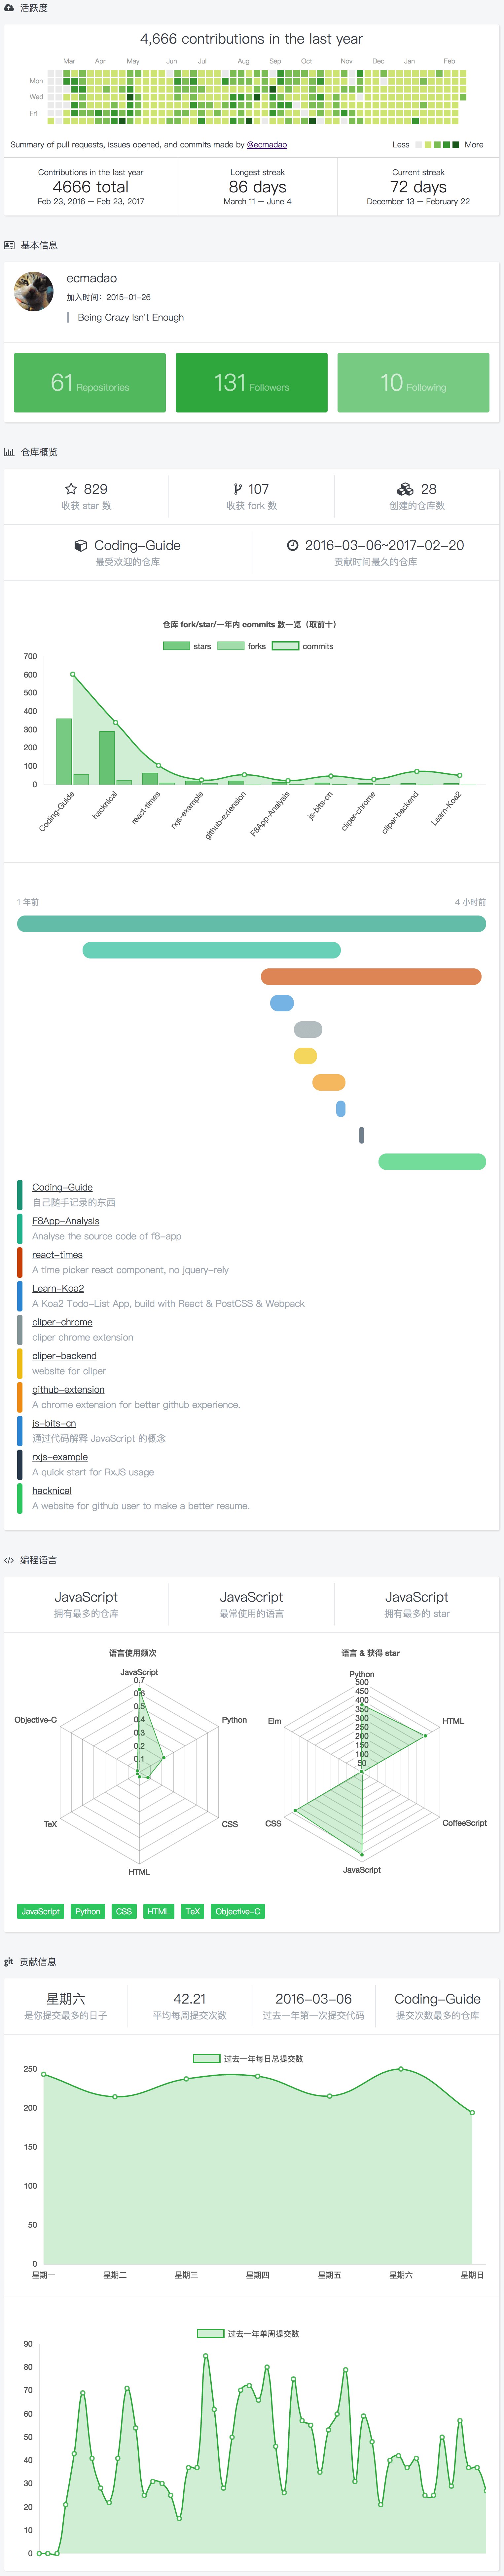 活跃度
4,666 contributions in the last year
Mar Apr May Jun Jul Aug Sep Oct Nov Dec Jan Feb
Mon
Wed
Fri
Summary of pull requests, issues opened, and commits made by @ecmadao
Less More
Contributions in the last year
4666 total
Feb 23, 2016 — Feb 23, 2017
Longest streak
86 days
March 11 — June 4
Current streak
72 days
December 13 — February 22
基本信息
ecmadao
加入时间：2015-01-26
Being Crazy Isn't Enough
61 Repositories
131 Followers
10 Following
仓库概览
829
收获 star 数
107
收获 fork 数
28
创建的仓库数
Coding-Guide
最受欢迎的仓库
2016-03-06~2017-02-20
贡献时间最久的仓库
仓库 fork/star/一年内 commits 数一览（取前十）
stars forks commits
700
600
500
400
300
200
100
0
Coding-Guide
hacknical
react-times
rxjs-example
github-extension
F8App-Analysis
js-bits-cn
cliper-chrome
cliper-backend
Learn-Koa2
1 年前
4 小时前
Coding-Guide
自己随手记录的东西
F8App-Analysis
Analyse the source code of f8-app
react-times
A time picker react component, no jquery-rely
Learn-Koa2
A Koa Todo-List App, build with React & PostCSS & Webpack
cliper-chrome
cliper chrome extension
cliper-backend
website for cliper
github-extension
A chrome extension for better github experience.
js-bits-cn
通过代码解释 JavaScript 的概念
rxjs-example
A quick start for RxJS usage
hacknical
A website for github user to make a better resume.
编程语言
JavaScript
拥有最多的仓库
JavaScript
最常使用的语言
JavaScript
拥有最多的 star
语言使用频次
JavaScript
0.7
0.6
0.5
0.4
0.3
0.2
0.1
Objective-C
Python
TeX
CSS
HTML
语言 & 获得 star
Python
500
450
400
350
300
250
200
150
100
50
Elm
HTML
CSS
CoffeeScript
JavaScript
JavaScript Python CSS HTML TeX Objective-C
git 贡献信息
星期六
是你提交最多的日子
42.21
平均每周提交次数
2016-03-06
过去一年第一次提交代码
Coding-Guide
提交次数最多的仓库
过去一年每日总提交数
250
200
150
100
50
0
星期一 星期二 星期三 星期四 星期五 星期六 星期日
过去一年单周提交数
90
80
70
60
50
40
30
20
10
0